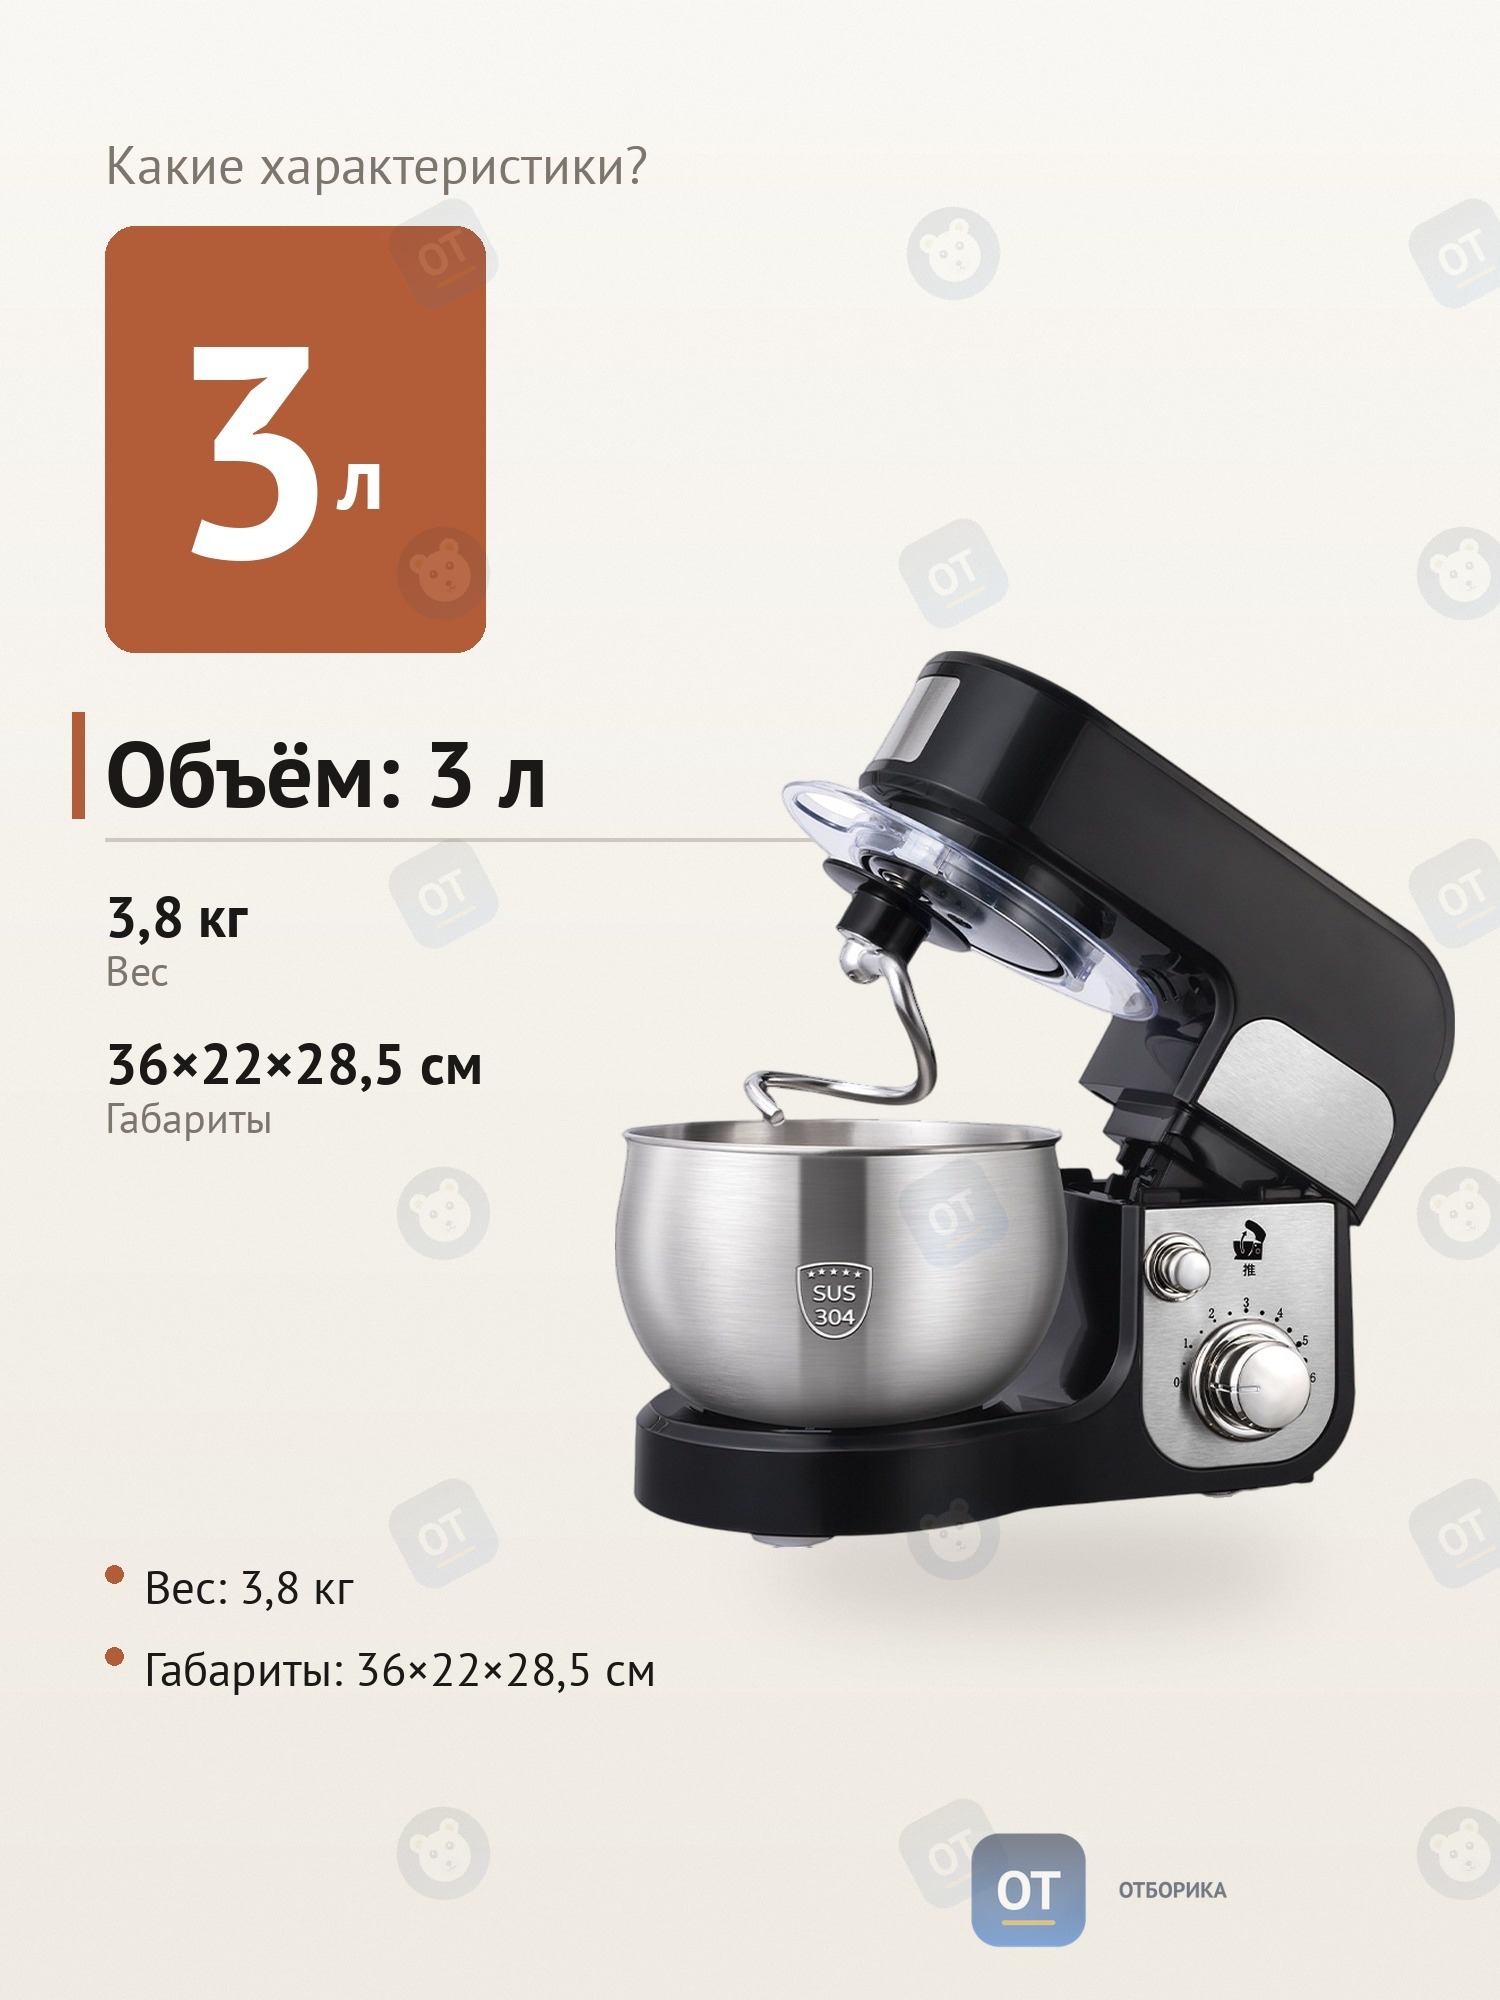 Какие характеристики?
3 л
Объём: 3 л
3,8 кг
Вес
36×22×28,5 см
Габариты
SUS
304
推
0 1 2 3 4 5 6
Вес: 3,8 кг
Габариты: 36×22×28,5 см
ОТ
ОТБОРИКА